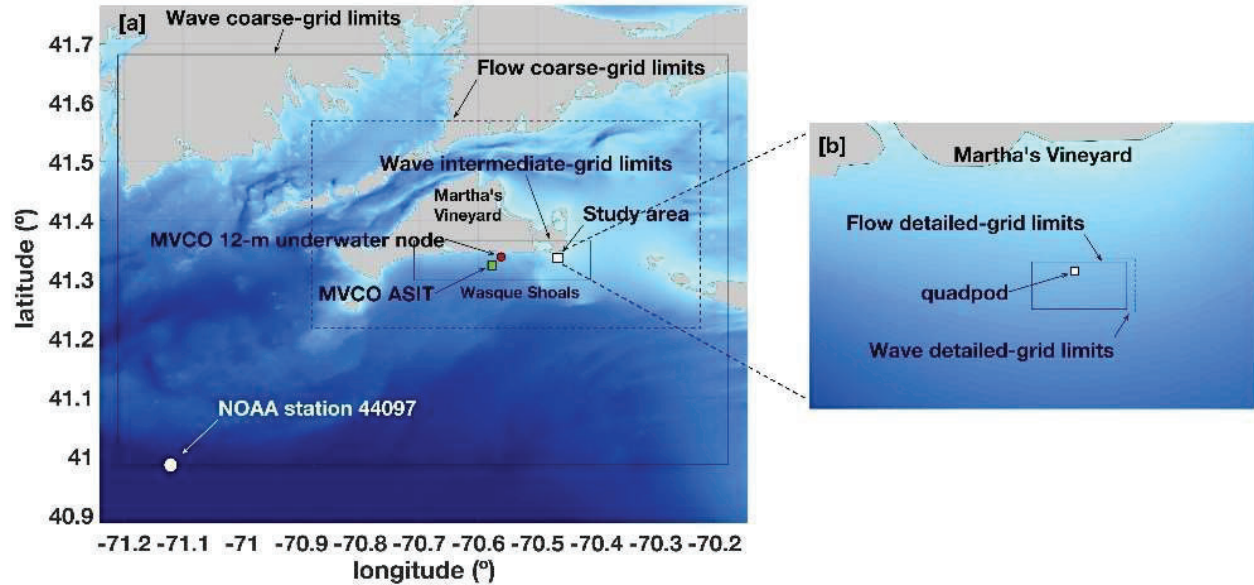 [a]
Wave coarse-grid limits
Flow coarse-grid limits
Wave intermediate-grid limits
Martha's
Vineyard
Study area
MVCO 12-m underwater node
MVCO ASIT
Wasque Shoals
NOAA station 44097
latitude (º)
41.7
41.6
41.5
41.4
41.3
41.2
41.1
41
40.9
-71.2 -71.1 -71 -70.9 -70.8 -70.7 -70.6 -70.5 -70.4 -70.3 -70.2
longitude (º)
[b]
Martha's Vineyard
Flow detailed-grid limits
quadpod
Wave detailed-grid limits